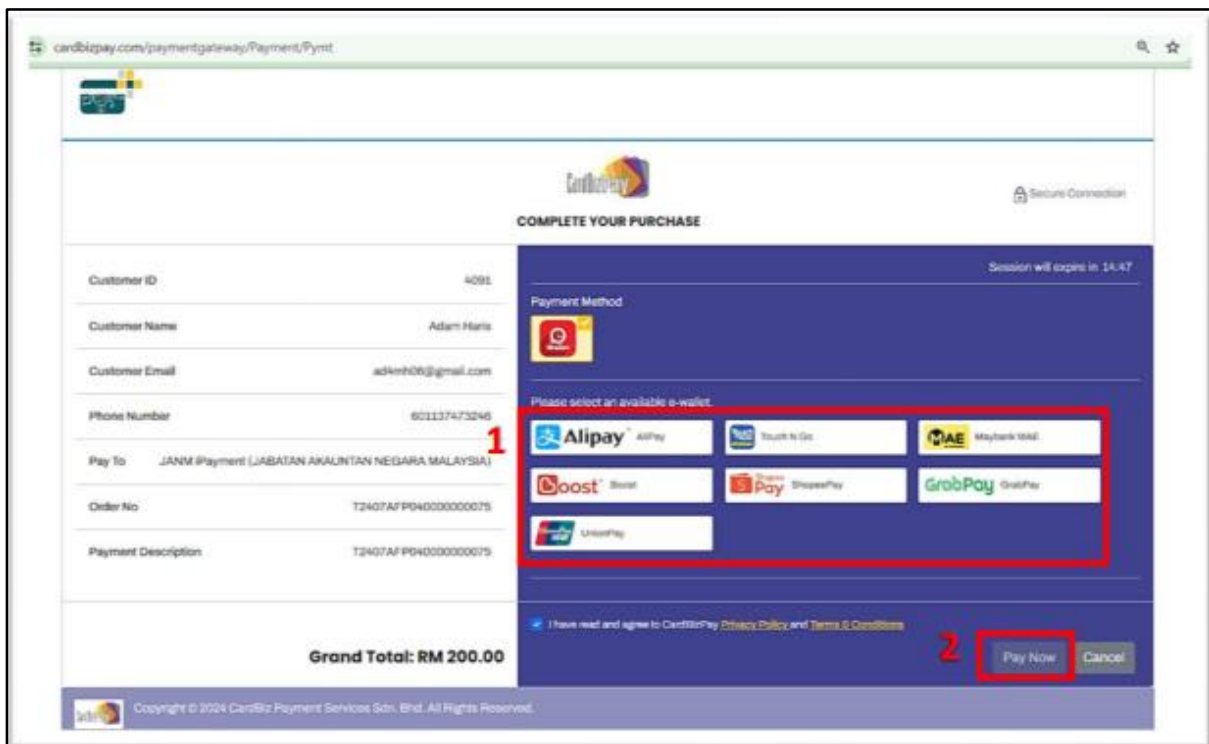 cardbizpay.com/paymentgateway/Payment/Pymt
CardBizPay
Secure Connection
COMPLETE YOUR PURCHASE
Session will expire in 14:47
Customer ID 4091
Customer Name Adam Haris
Customer Email ad4mh06@gmail.com
Phone Number 601137473246
Pay To JANM iPayment (JABATAN AKAUNTAN NEGARA MALAYSIA)
Order No T2407AFP040000000075
Payment Description T2407AFP040000000075
Payment Method
Please select an available e-wallet.
1
Alipay AliPay
Touch N Go
MAE Maybank MAE
Boost Boost
Shopee Pay ShopeePay
GrabPay GrabPay
UnionPay
I have read and agree to CardBizPay Privacy Policy and Terms & Conditions
Grand Total: RM 200.00
2
Pay Now
Cancel
Copyright © 2024 CardBiz Payment Services Sdn. Bhd. All Rights Reserved.